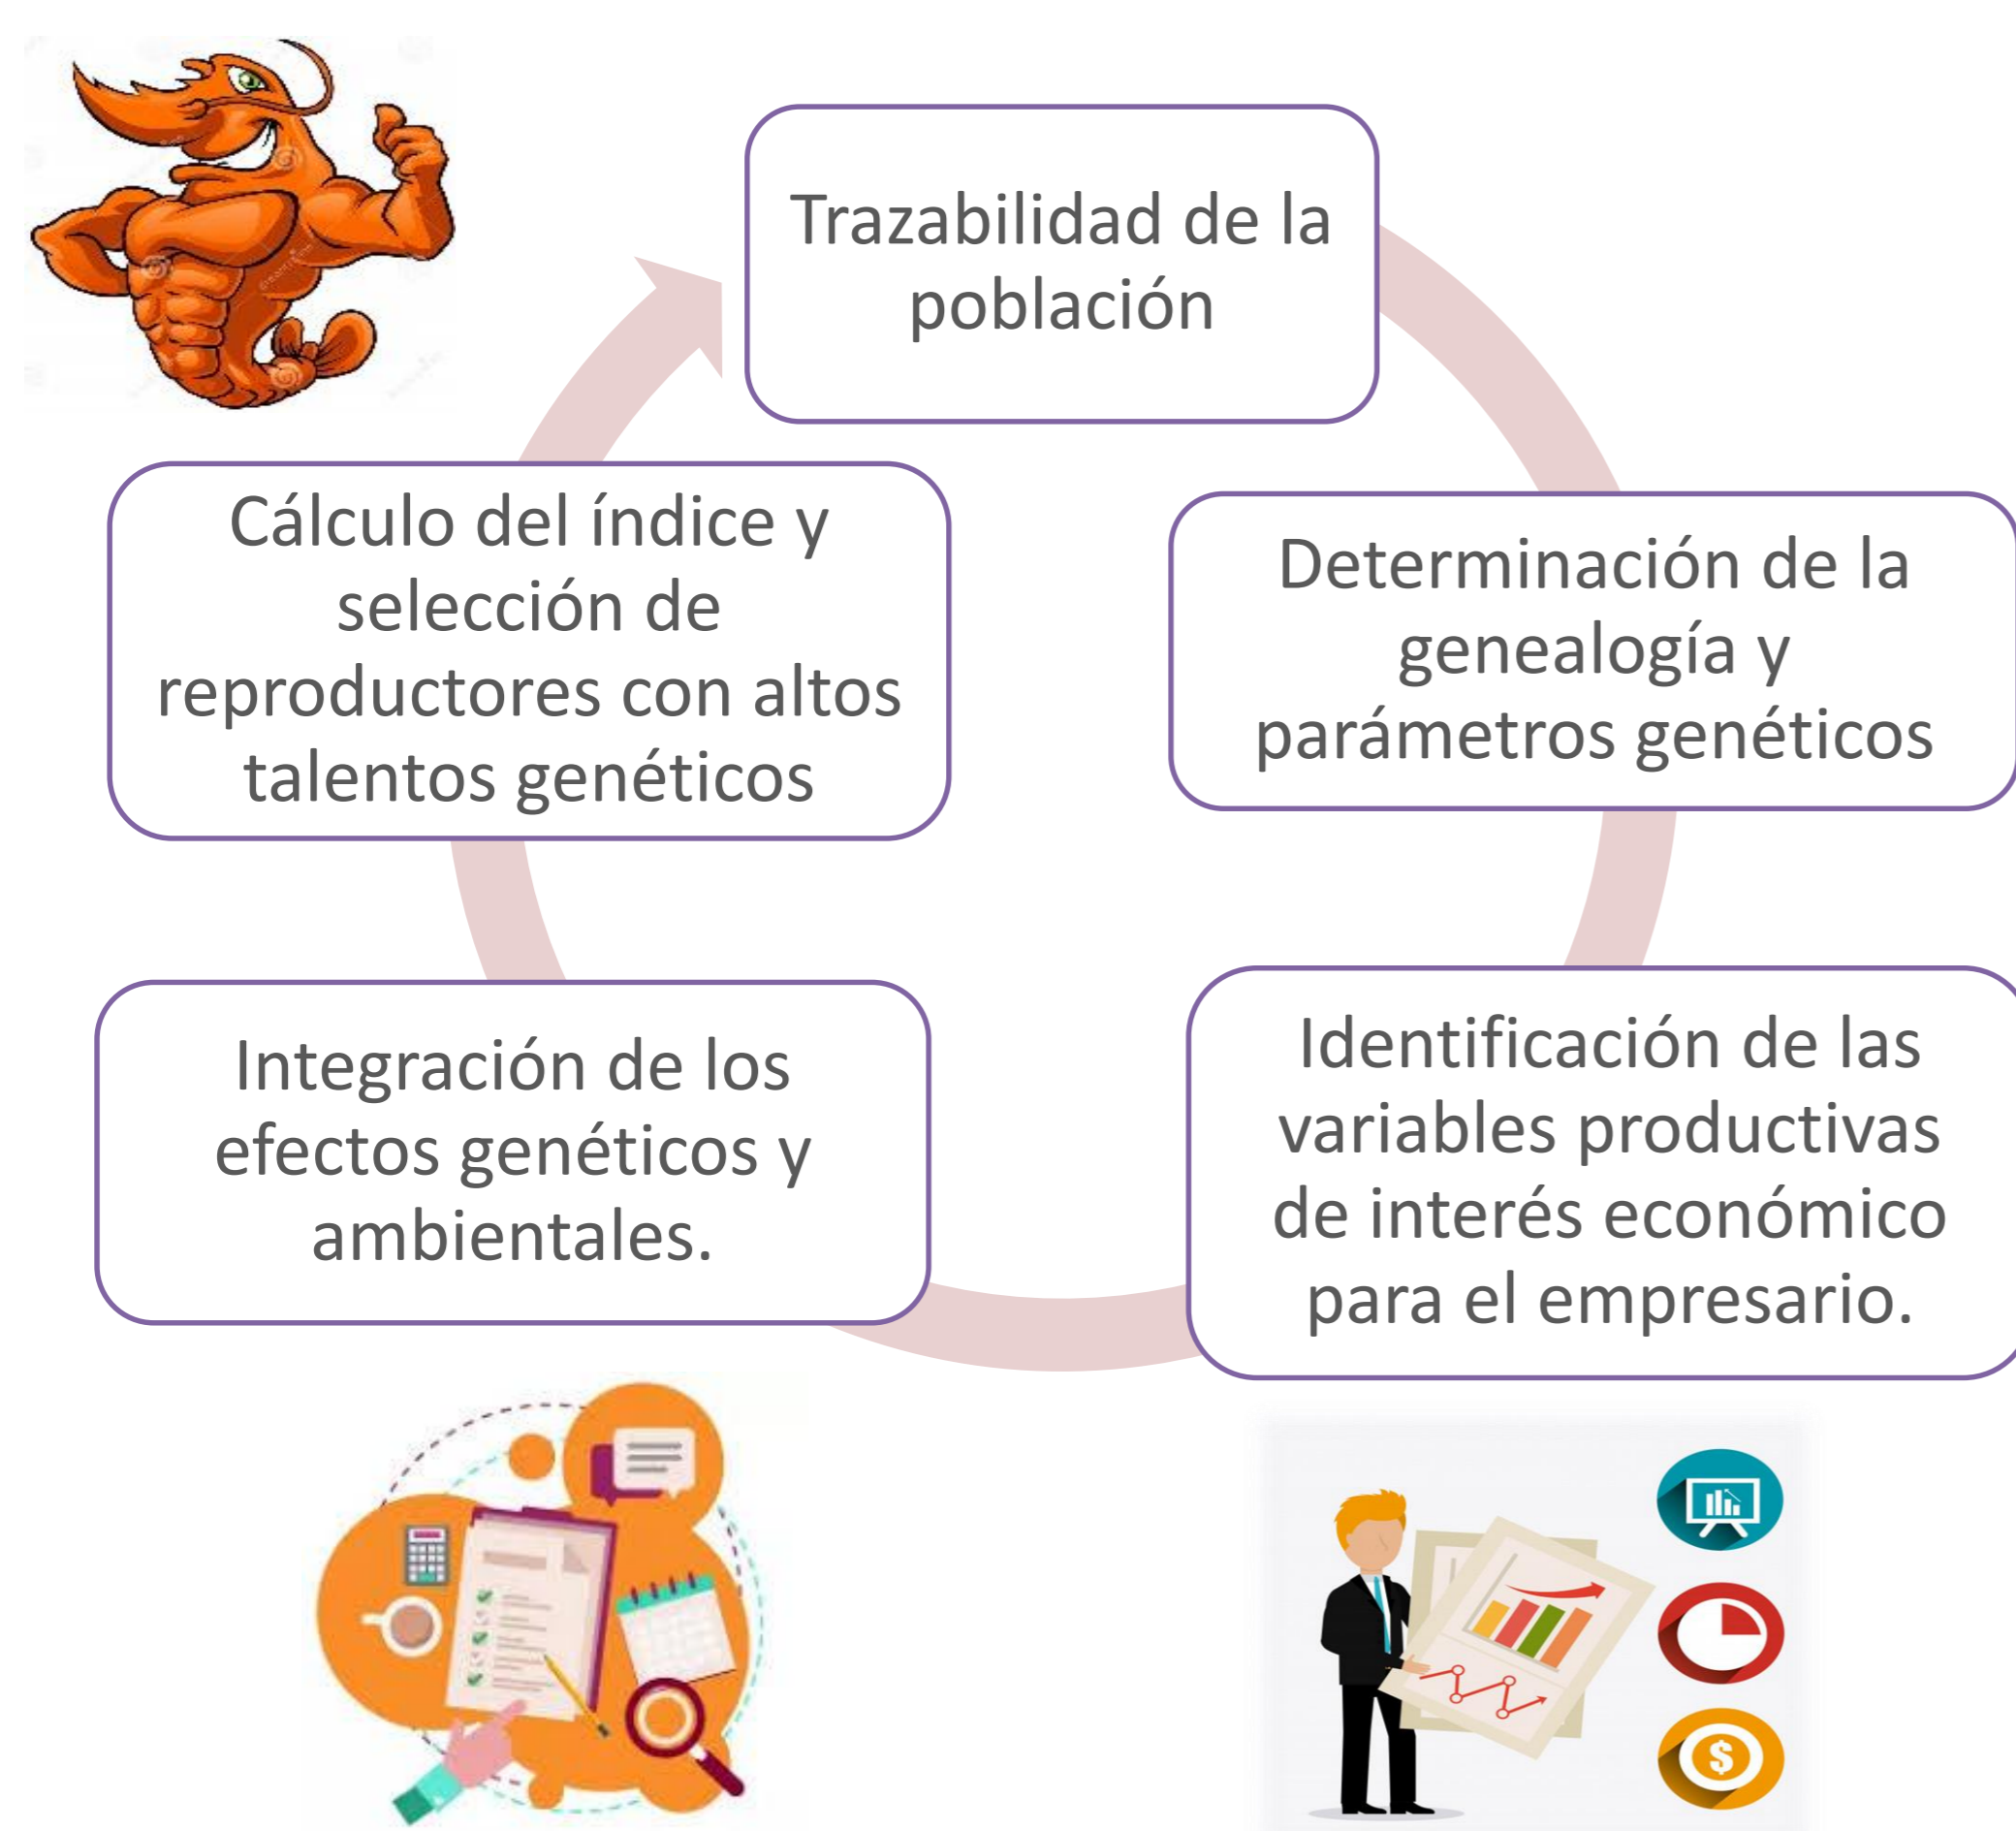 Trazabilidad de la
población
Determinación de la
genealogía y
parámetros genéticos
Identificación de las
variables productivas
de interés económico
para el empresario.
Integración de los
efectos genéticos y
ambientales.
Cálculo del índice y
selección de
reproductores con altos
talentos genéticos
$